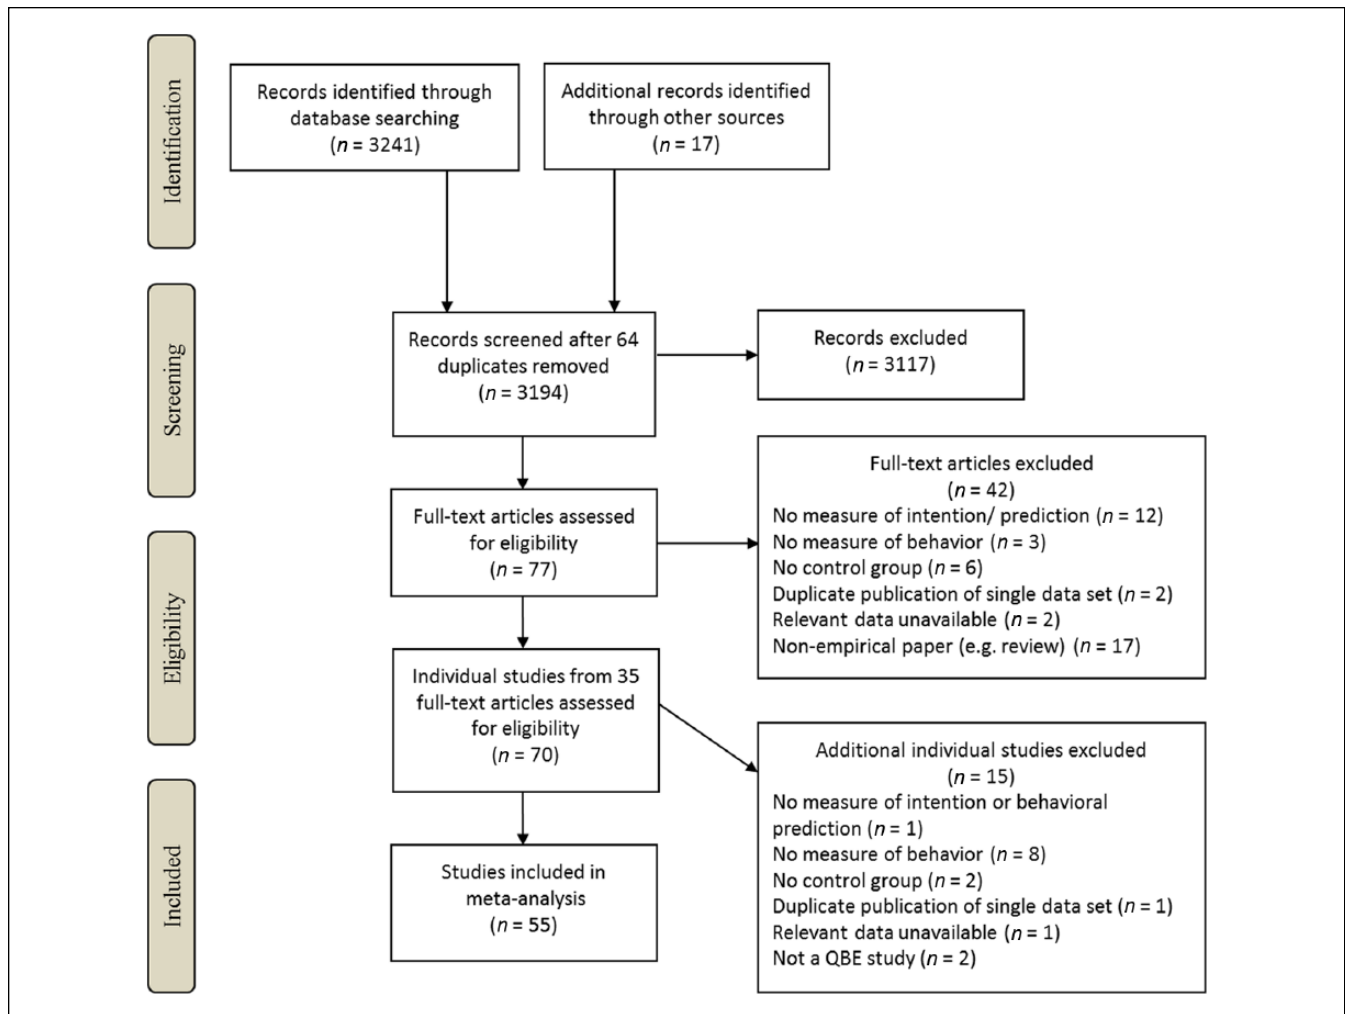 Identification
Records identified through
database searching
(n = 3241)
Additional records identified
through other sources
(n = 17)
Screening
Records screened after 64
duplicates removed
(n = 3194)
Records excluded
(n = 3117)
Full-text articles assessed
for eligibility
(n = 77)
Full-text articles excluded
(n = 42)
No measure of intention/ prediction (n = 12)
No measure of behavior (n = 3)
No control group (n = 6)
Duplicate publication of single data set (n = 2)
Relevant data unavailable (n = 2)
Non-empirical paper (e.g. review) (n = 17)
Eligibility
Individual studies from 35
full-text articles assessed
for eligibility
(n = 70)
Additional individual studies excluded
(n = 15)
No measure of intention or behavioral
prediction (n = 1)
No measure of behavior (n = 8)
No control group (n = 2)
Duplicate publication of single data set (n = 1)
Relevant data unavailable (n = 1)
Not a QBE study (n = 2)
Included
Studies included in
meta-analysis
(n = 55)